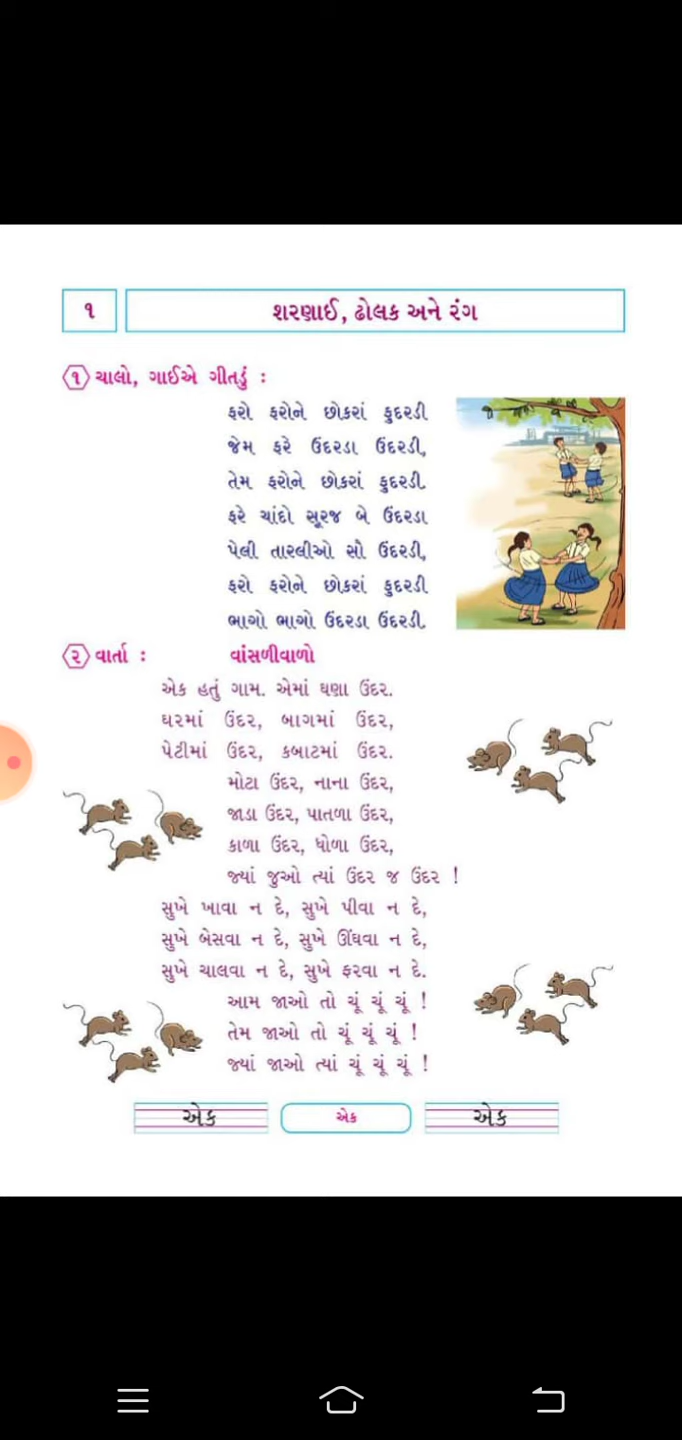 ૧ શરણાઈ, ઢોલક અને રંગ
૧ ચાલો, ગાઈએ ગીતડું :
ફરો ફરોને છોકરાં ફુદરડી
જેમ ફરે ઉંદરડા ઉંદરડી,
તેમ ફરોને છોકરાં ફુદરડી.
ફરે ચાંદો સૂરજ બે ઉંદરડા
પેલી તારલીઓ સૌ ઉંદરડી,
ફરો ફરોને છોકરાં ફુદરડી
ભાગો ભાગો ઉંદરડા ઉંદરડી.
૨ વાર્તા : વાંસળીવાળો
એક હતું ગામ. એમાં ઘણા ઉંદર.
ઘરમાં ઉંદર, બાગમાં ઉંદર,
પેટીમાં ઉંદર, કબાટમાં ઉંદર.
મોટા ઉંદર, નાના ઉંદર,
જાડા ઉંદર, પાતળા ઉંદર,
કાળા ઉંદર, ધોળા ઉંદર,
જ્યાં જુઓ ત્યાં ઉંદર જ ઉંદર !
સુખે ખાવા ન દે, સુખે પીવા ન દે,
સુખે બેસવા ન દે, સુખે ઊંઘવા ન દે,
સુખે ચાલવા ન દે, સુખે ફરવા ન દે.
આમ જાઓ તો ચૂં ચૂં ચૂં !
તેમ જાઓ તો ચૂં ચૂં ચૂં !
જ્યાં જાઓ ત્યાં ચૂં ચૂં ચૂં !
એક એક એક